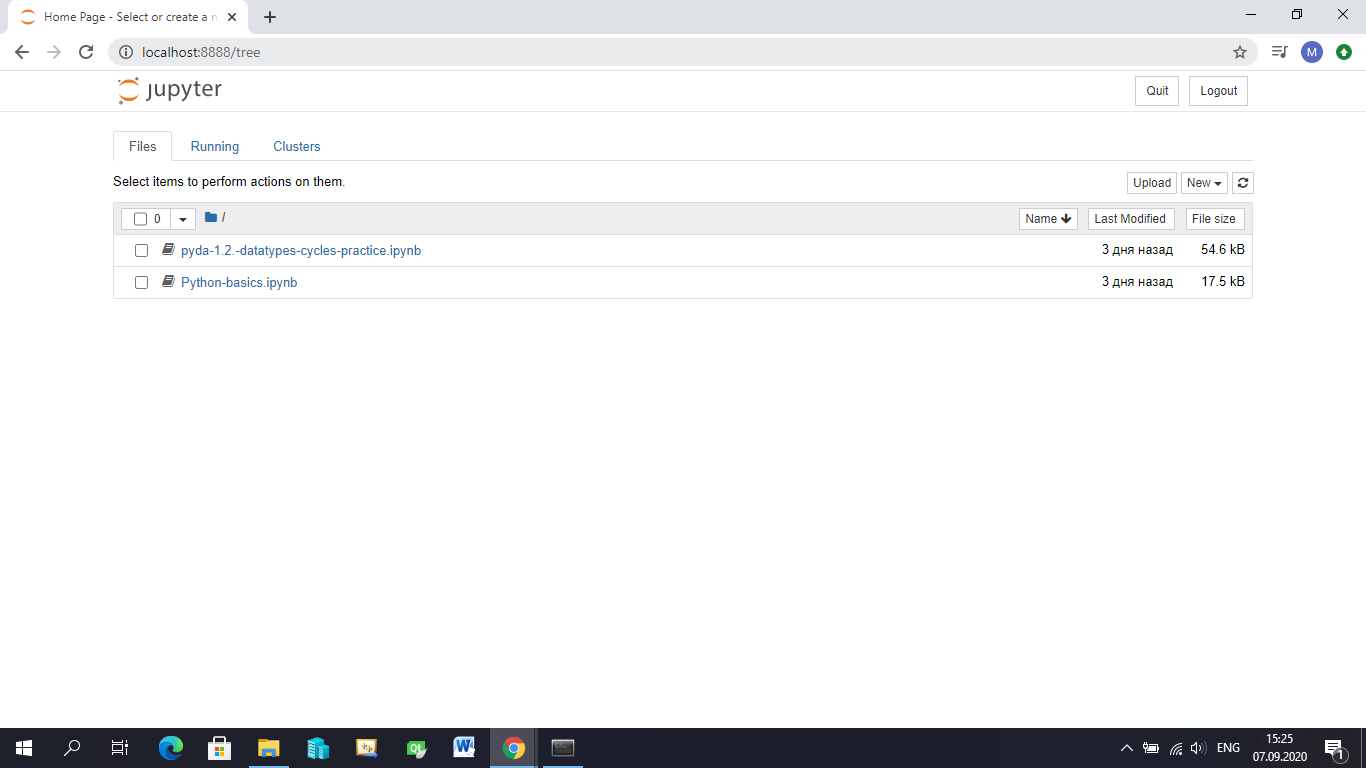 Home Page - Select or create a n
localhost:8888/tree
M
jupyter
Quit
Logout
Files
Running
Clusters
Select items to perform actions on them.
Upload
New
0
/
Name
Last Modified
File size
pyda-1.2.-datatypes-cycles-practice.ipynb
3 дня назад
54.6 kB
Python-basics.ipynb
3 дня назад
17.5 kB
Qt
W
ENG
15:25
07.09.2020
1